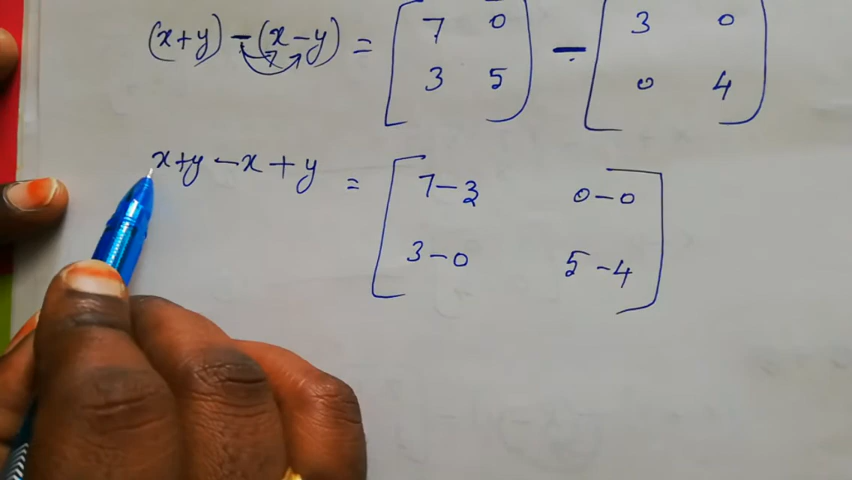 (x+y) - (x-y) = [7 0 - [3 0
3 5] 0 4]
x+y -x + y = [7-3 0-0
3-0 5-4]